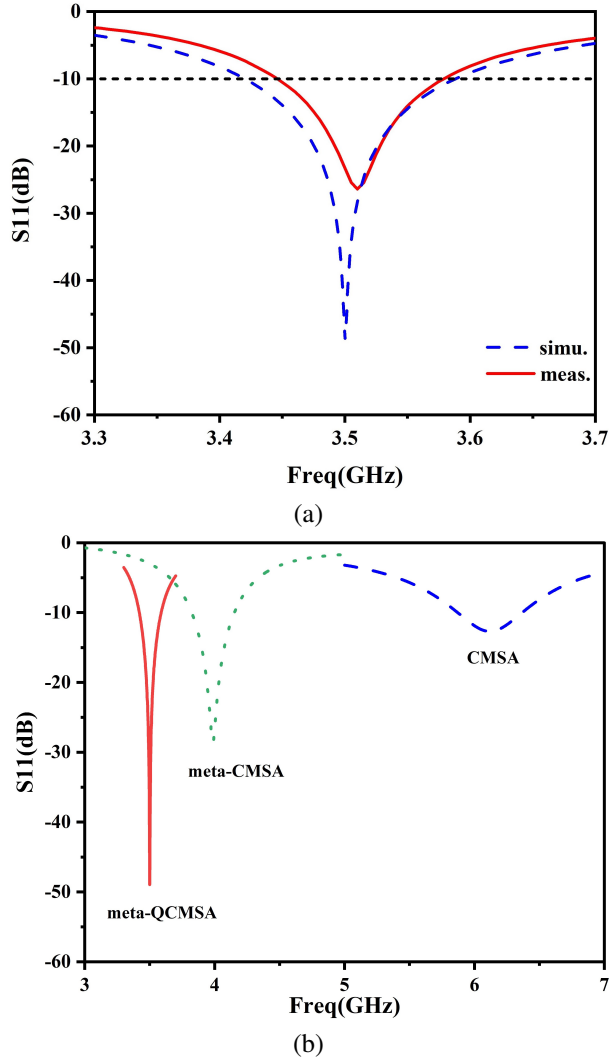 0
-10
-20
-30
-40
-50
-60
S11(dB)
simu.
meas.
3.3 3.4 3.5 3.6 3.7
Freq(GHz)
(a)
0
-10
-20
-30
-40
-50
-60
S11(dB)
CMSA
meta-CMSA
meta-QCMSA
3 4 5 6 7
Freq(GHz)
(b)